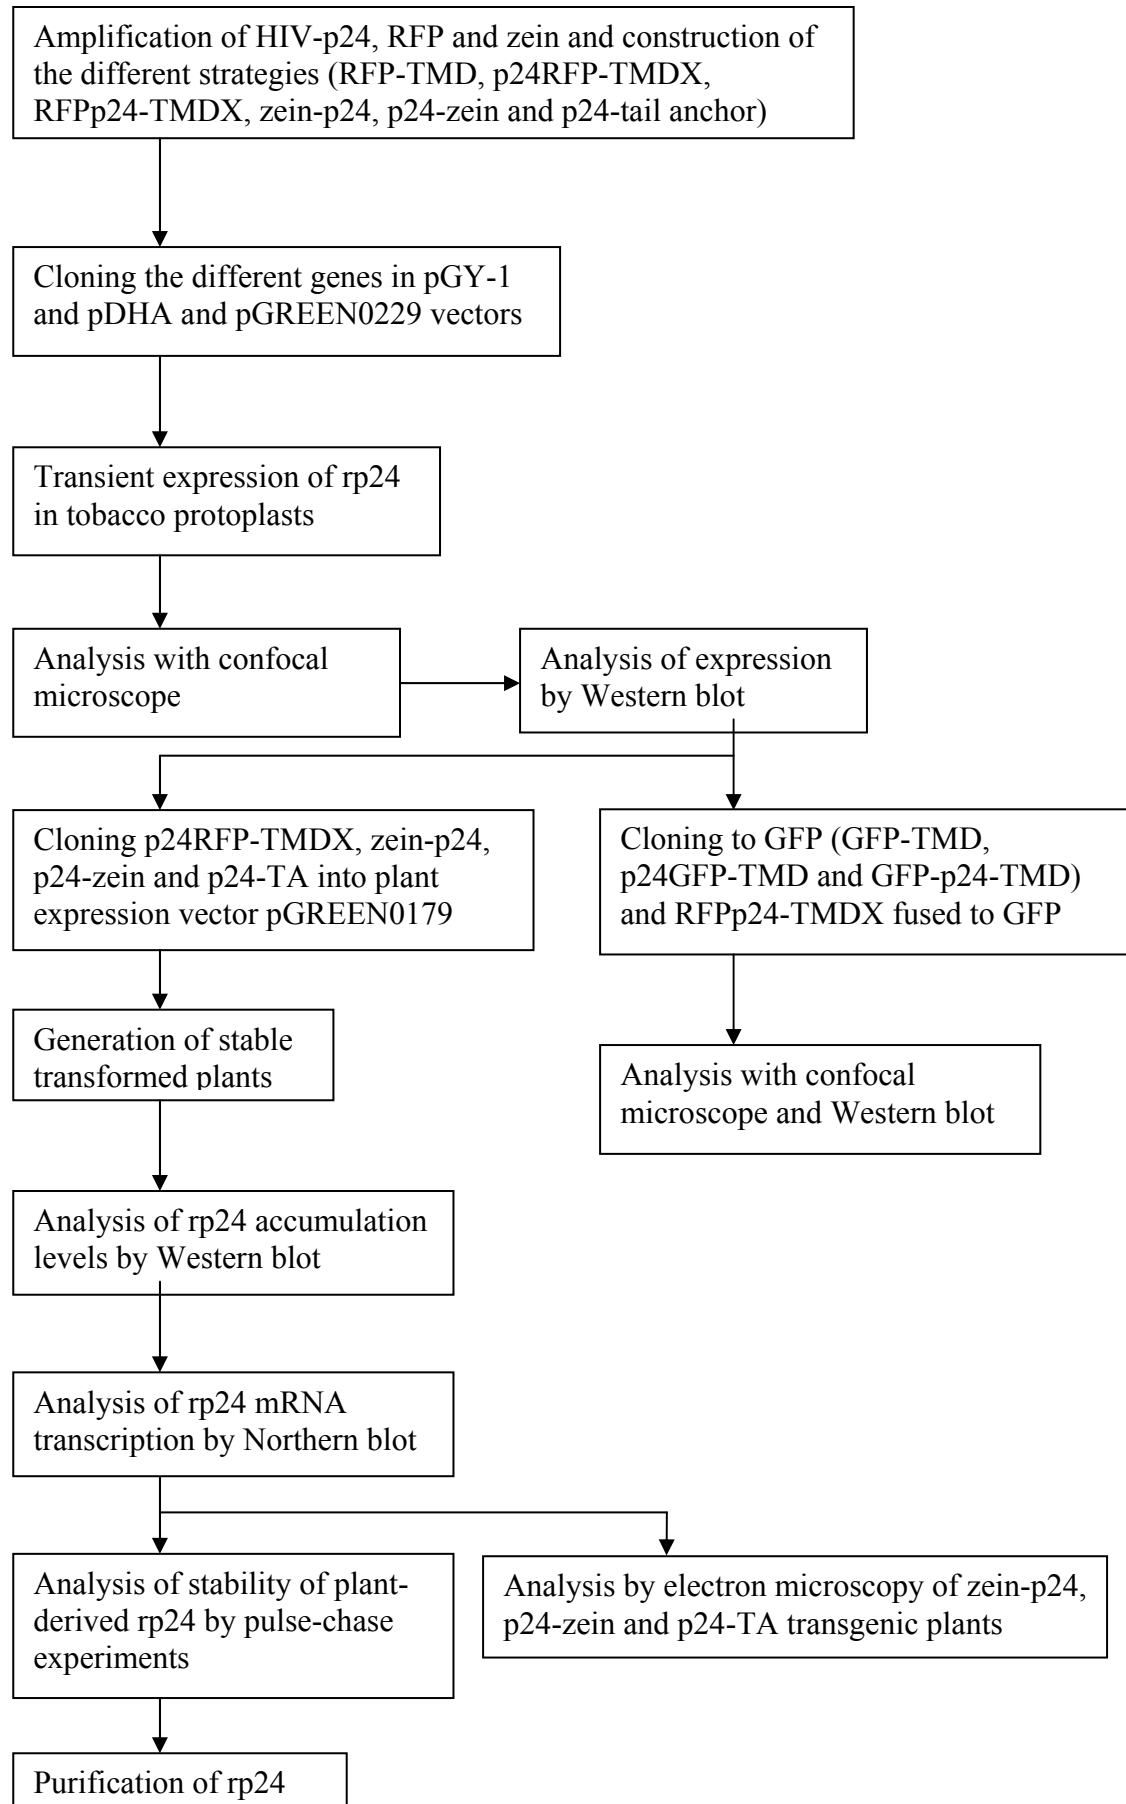 Amplification of HIV-p24, RFP and zein and construction of
the different strategies (RFP-TMD, p24RFP-TMDX,
RFPp24-TMDX, zein-p24, p24-zein and p24-tail anchor)
Cloning the different genes in pGY-1
and pDHA and pGREEN0229 vectors
Transient expression of rp24
in tobacco protoplasts
Analysis with confocal
microscope
Analysis of expression
by Western blot
Cloning p24RFP-TMDX, zein-p24,
p24-zein and p24-TA into plant
expression vector pGREEN0179
Cloning to GFP (GFP-TMD,
p24GFP-TMD and GFP-p24-TMD)
and RFPp24-TMDX fused to GFP
Generation of stable
transformed plants
Analysis with confocal
microscope and Western blot
Analysis of rp24 accumulation
levels by Western blot
Analysis of rp24 mRNA
transcription by Northern blot
Analysis of stability of plant-
derived rp24 by pulse-chase
experiments
Analysis by electron microscopy of zein-p24,
p24-zein and p24-TA transgenic plants
Purification of rp24